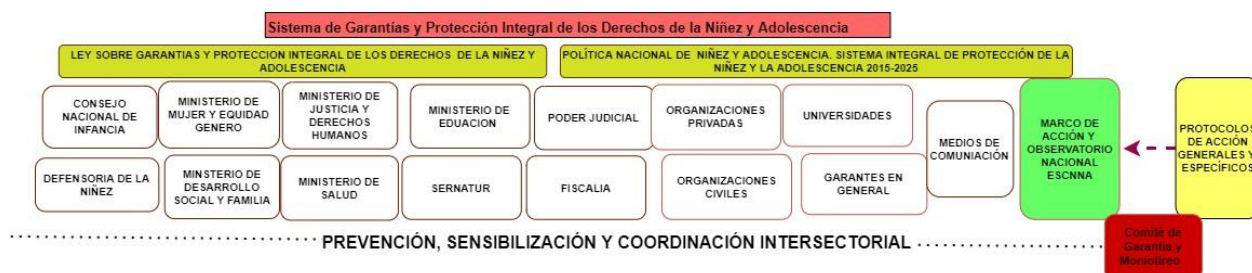 Sistema de Garantías y Protección Integral de los Derechos de la Niñez y Adolescencia
LEY SOBRE GARANTIAS Y PROTECCION INTEGRAL DE LOS DERECHOS DE LA NIÑEZ Y
ADOLESCENCIA
POLÍTICA NACIONAL DE NIÑEZ Y ADOLESCENCIA. SISTEMA INTEGRAL DE PROTECCIÓN DE LA
NIÑEZ Y LA ADOLESCENCIA 2015-2025
CONSEJO
NACIONAL DE
INFANCIA
MINISTERIO DE
MUJER Y EQUIDAD
GENERO
MINISTERIO DE
JUSTICIA Y
DERECHOS
HUMANOS
MINISTERIO DE
EDUACION
PODER JUDICIAL
ORGANIZACIONES
PRIVADAS
UNIVERSIDADES
MEDIOS DE
COMUNIACIÓN
MARCO DE
ACCIÓN Y
OBSERVATORIO
NACIONAL
ESCNNA
PROTOCOLOS
DE ACCIÓN
GENERALES Y
ESPECÍFICOS
DEFENSORIA DE LA
NIÑEZ
MINSTERIO DE
DESARROLLO
SOCIAL Y FAMILIA
MINISTERIO DE
SALUD
SERNATUR
FISCALIA
ORGANIZACIONES
CIVILES
GARANTES EN
GENERAL
PREVENCIÓN, SENSIBILIZACIÓN Y COORDINACIÓN INTERSECTORIAL
Comité de
Garantia y
Moniotireo